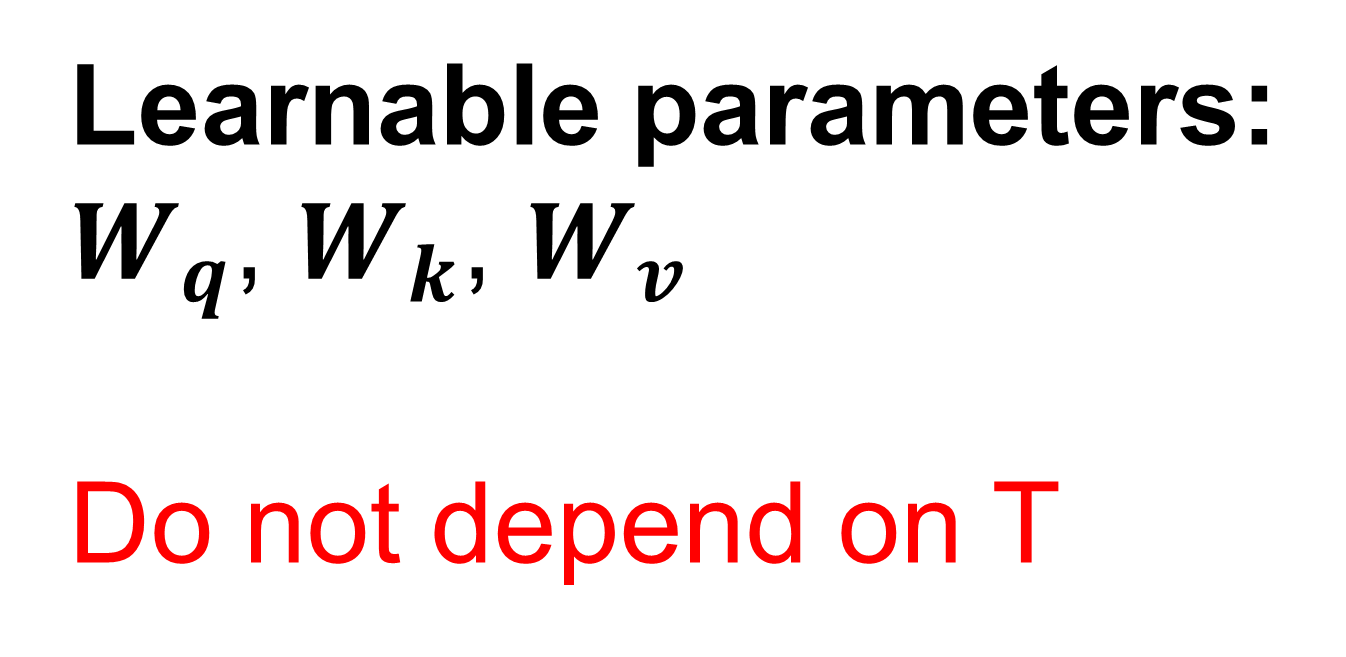 Learnable parameters:
W_q, W_k, W_v
Do not depend on T